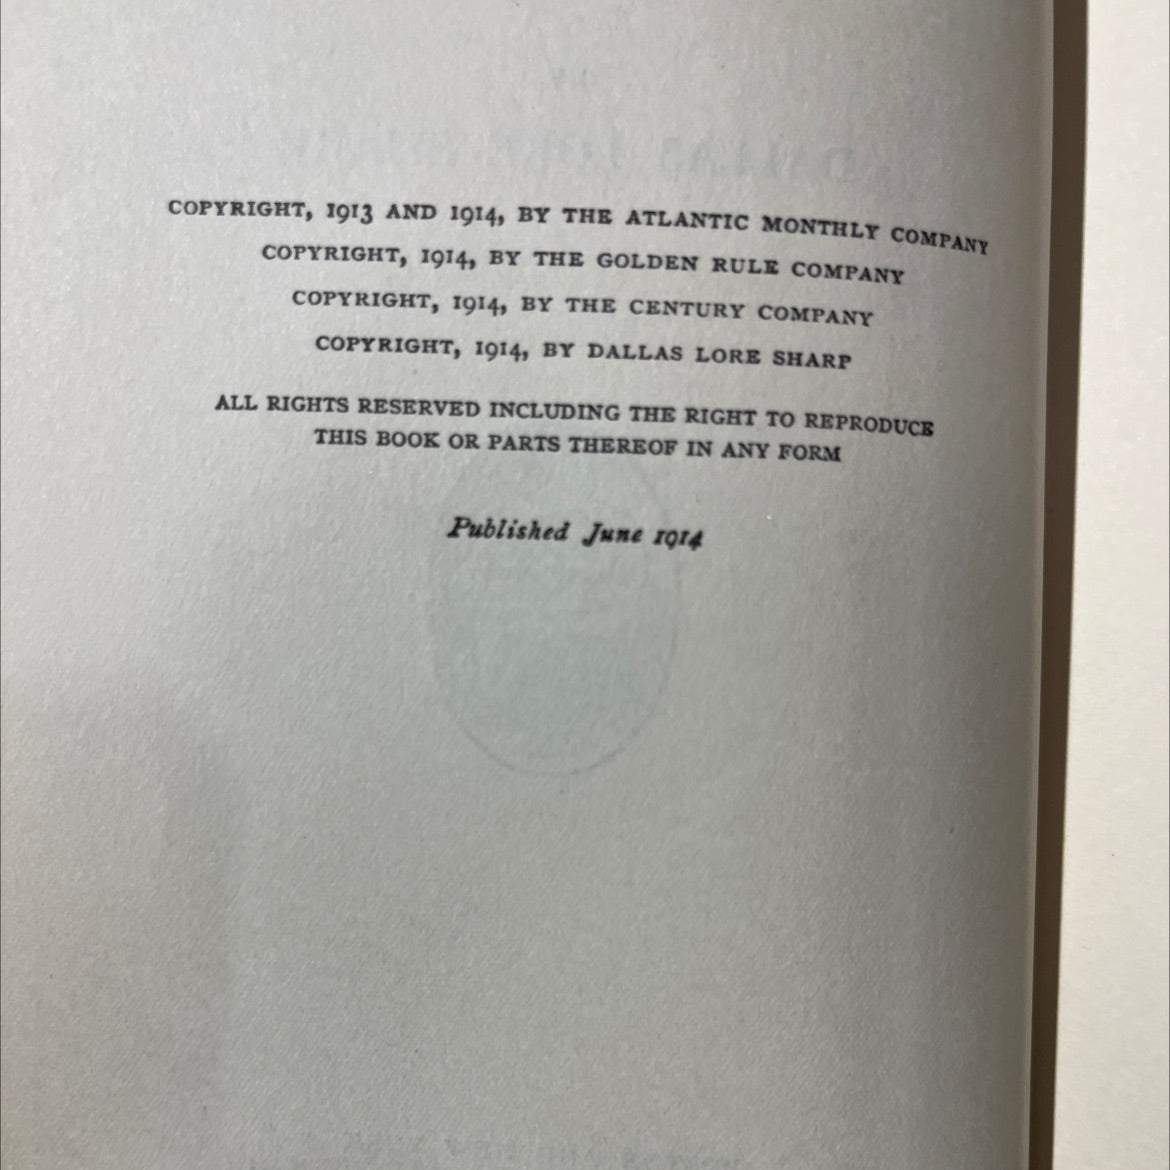 COPYRIGHT, 1913 AND 1914, BY THE ATLANTIC MONTHLY COMPANY
COPYRIGHT, 1914, BY THE GOLDEN RULE COMPANY
COPYRIGHT, 1914, BY THE CENTURY COMPANY
COPYRIGHT, 1914, BY DALLAS LORE SHARP
ALL RIGHTS RESERVED INCLUDING THE RIGHT TO REPRODUCE
THIS BOOK OR PARTS THEREOF IN ANY FORM
Published June 1914